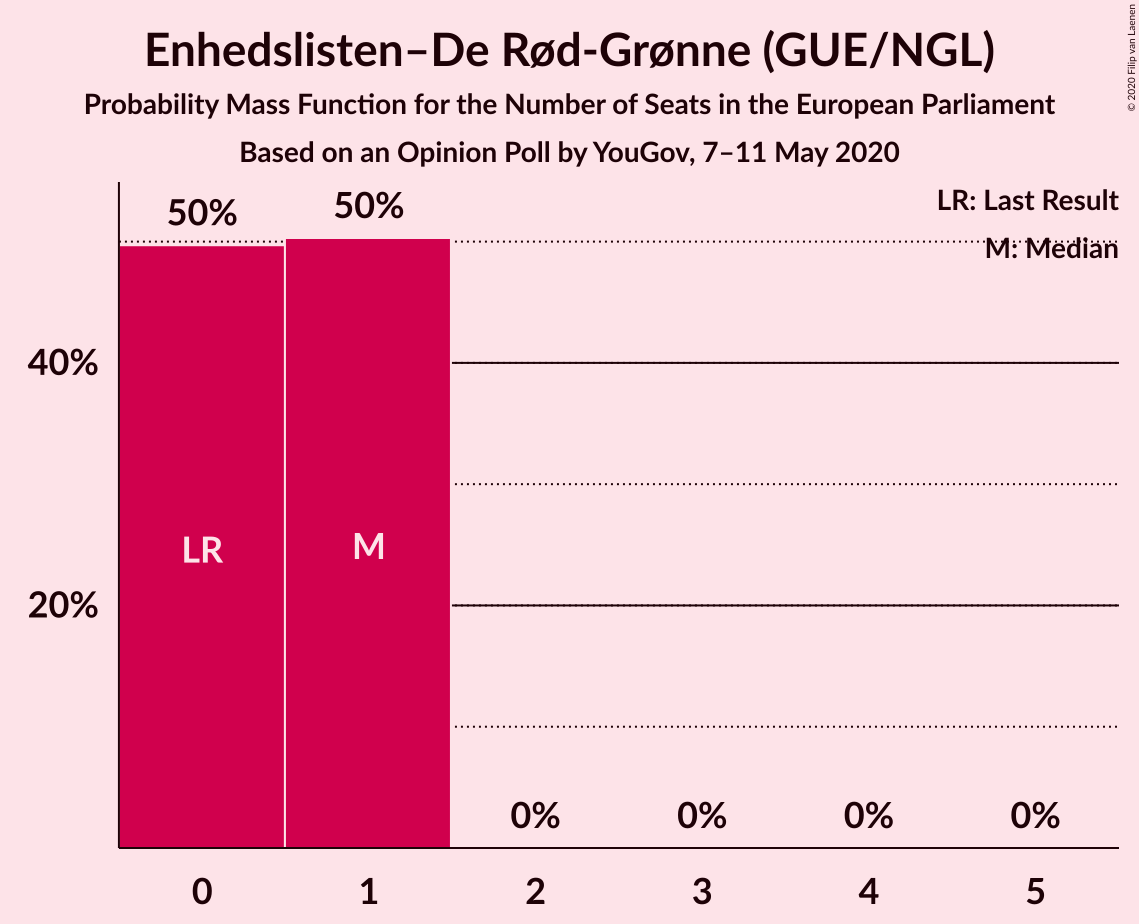 Enhedslisten–De Rød-Grønne (GUE/NGL)
Probability Mass Function for the Number of Seats in the European Parliament
Based on an Opinion Poll by YouGov, 7–11 May 2020
© 2020 Filip van Laenen
LR: Last Result
M: Median
50%
50%
40%
20%
LR
M
0%
0%
0%
0%
0
1
2
3
4
5